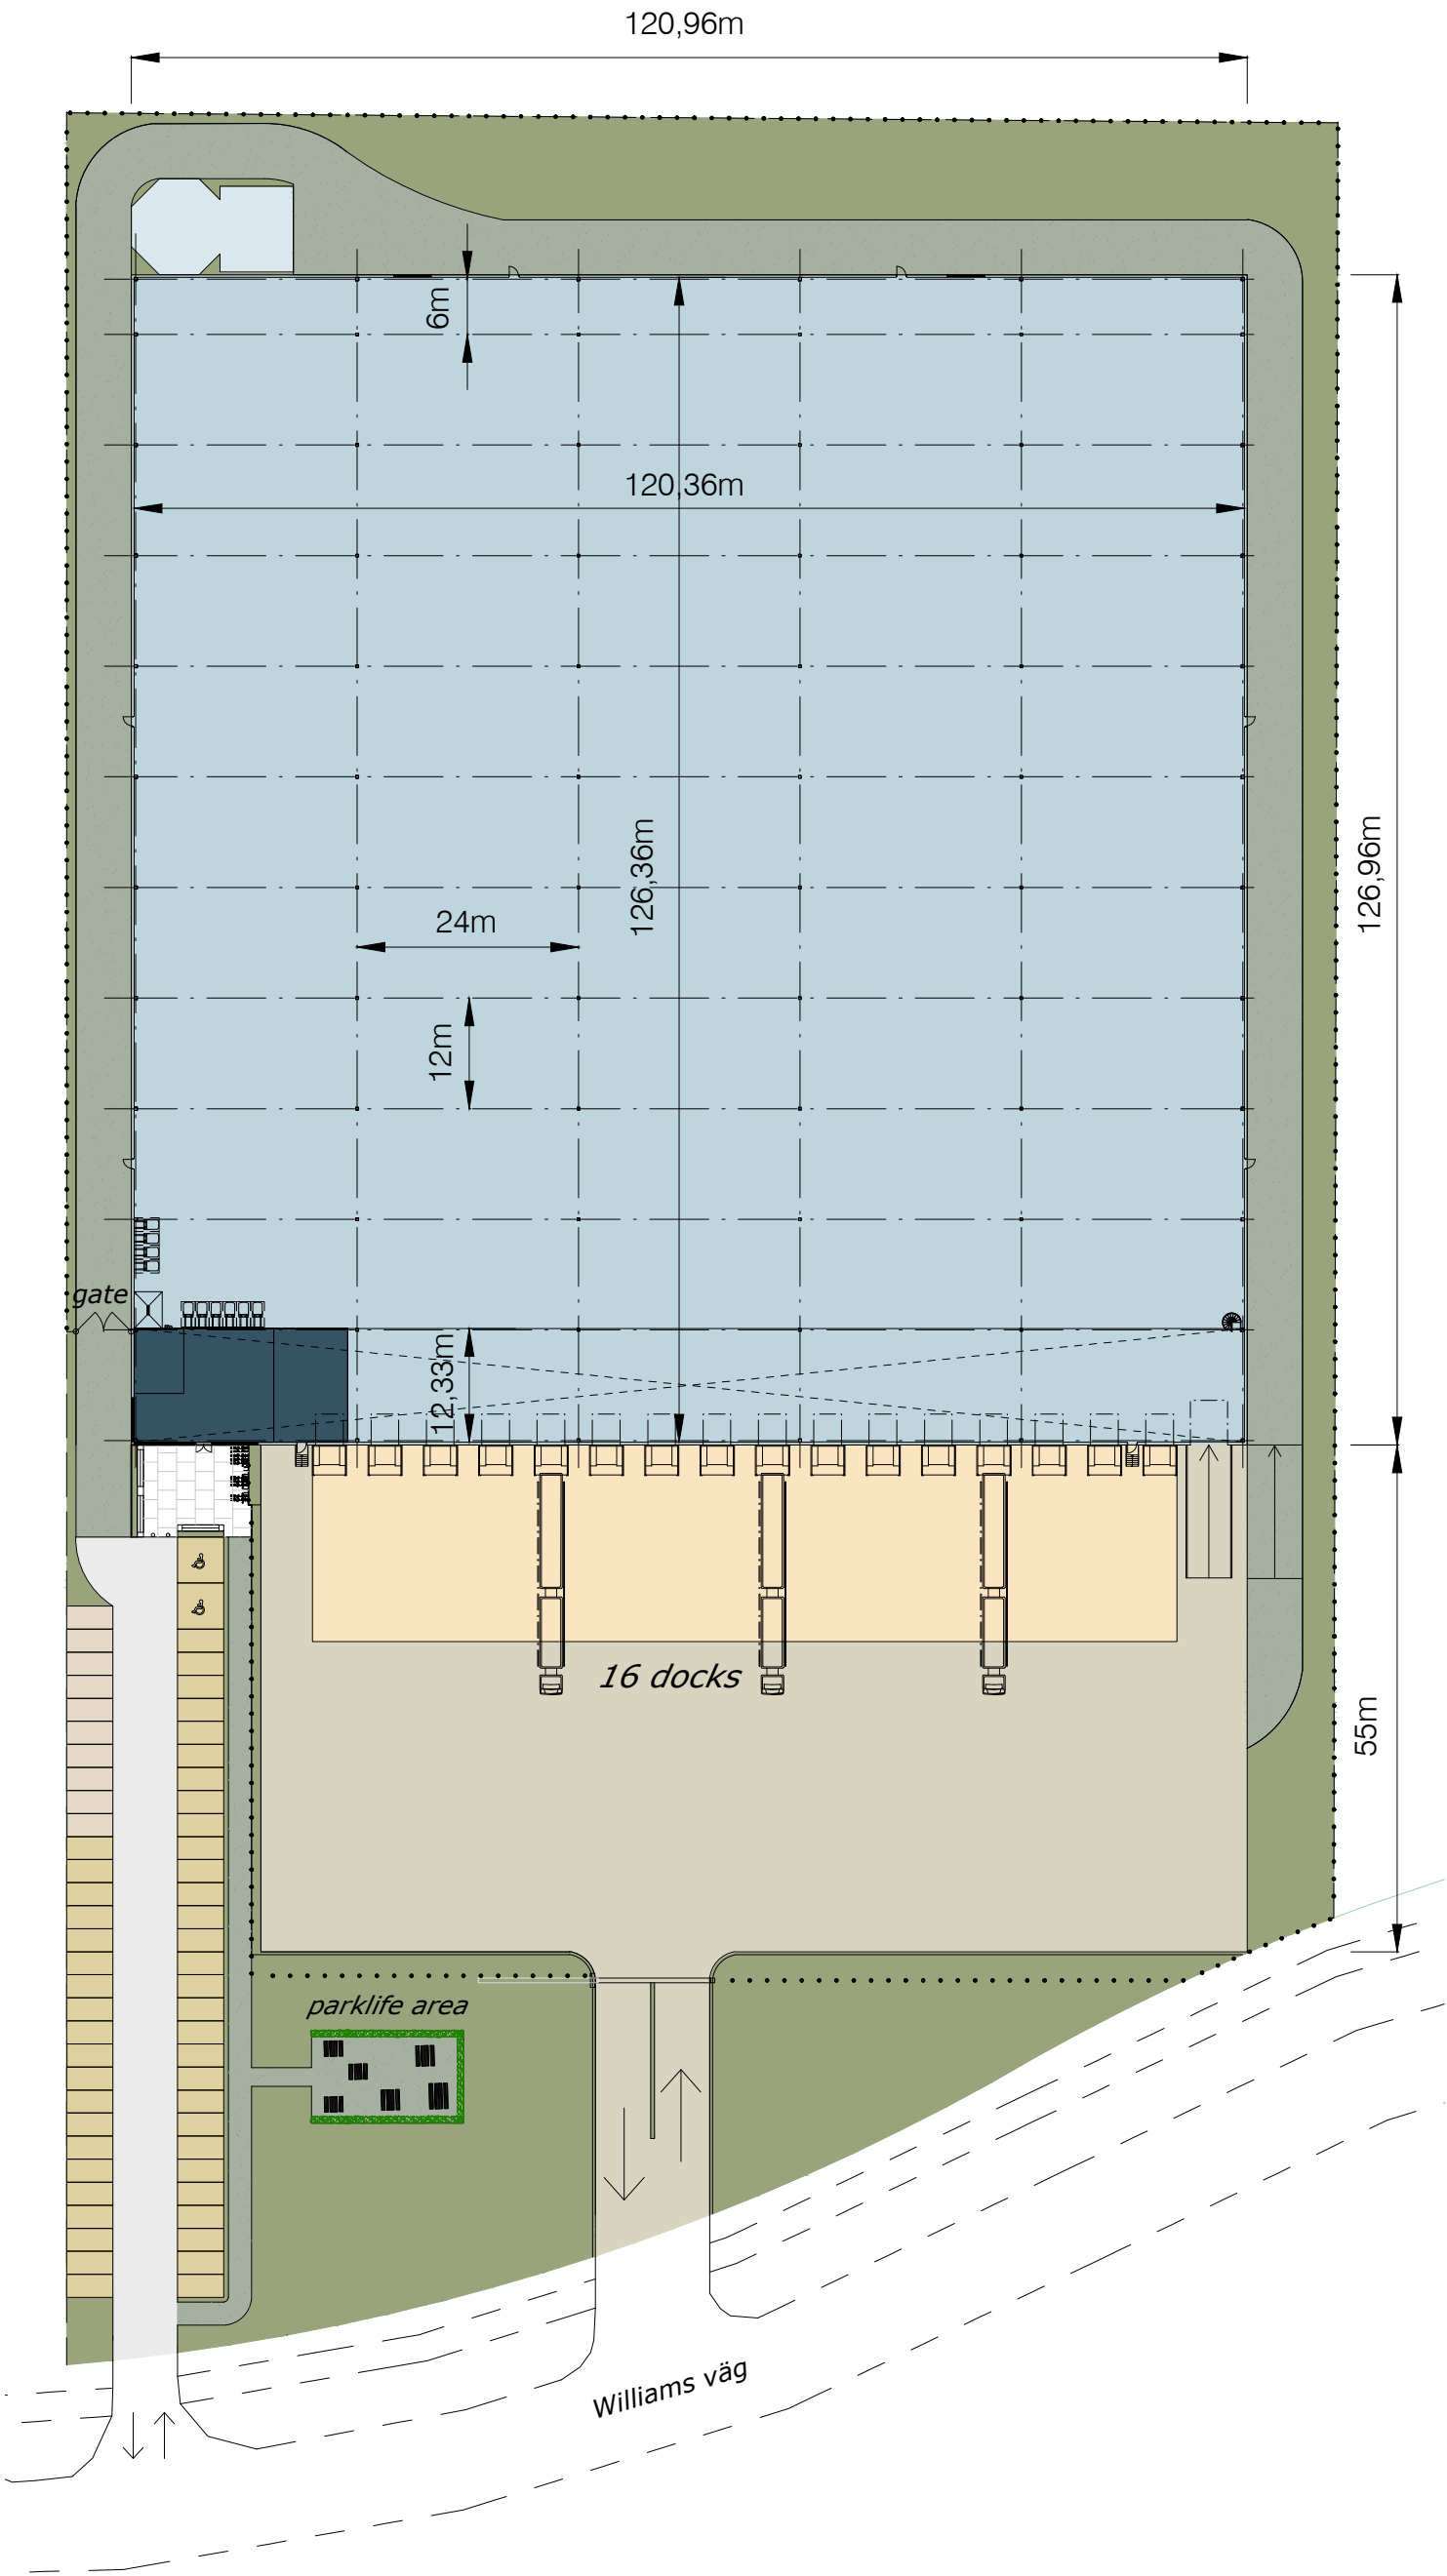 120,96m
6m
120,36m
126,36m
126,96m
24m
12m
gate
12,33m
16 docks
55m
parklife area
Williams väg